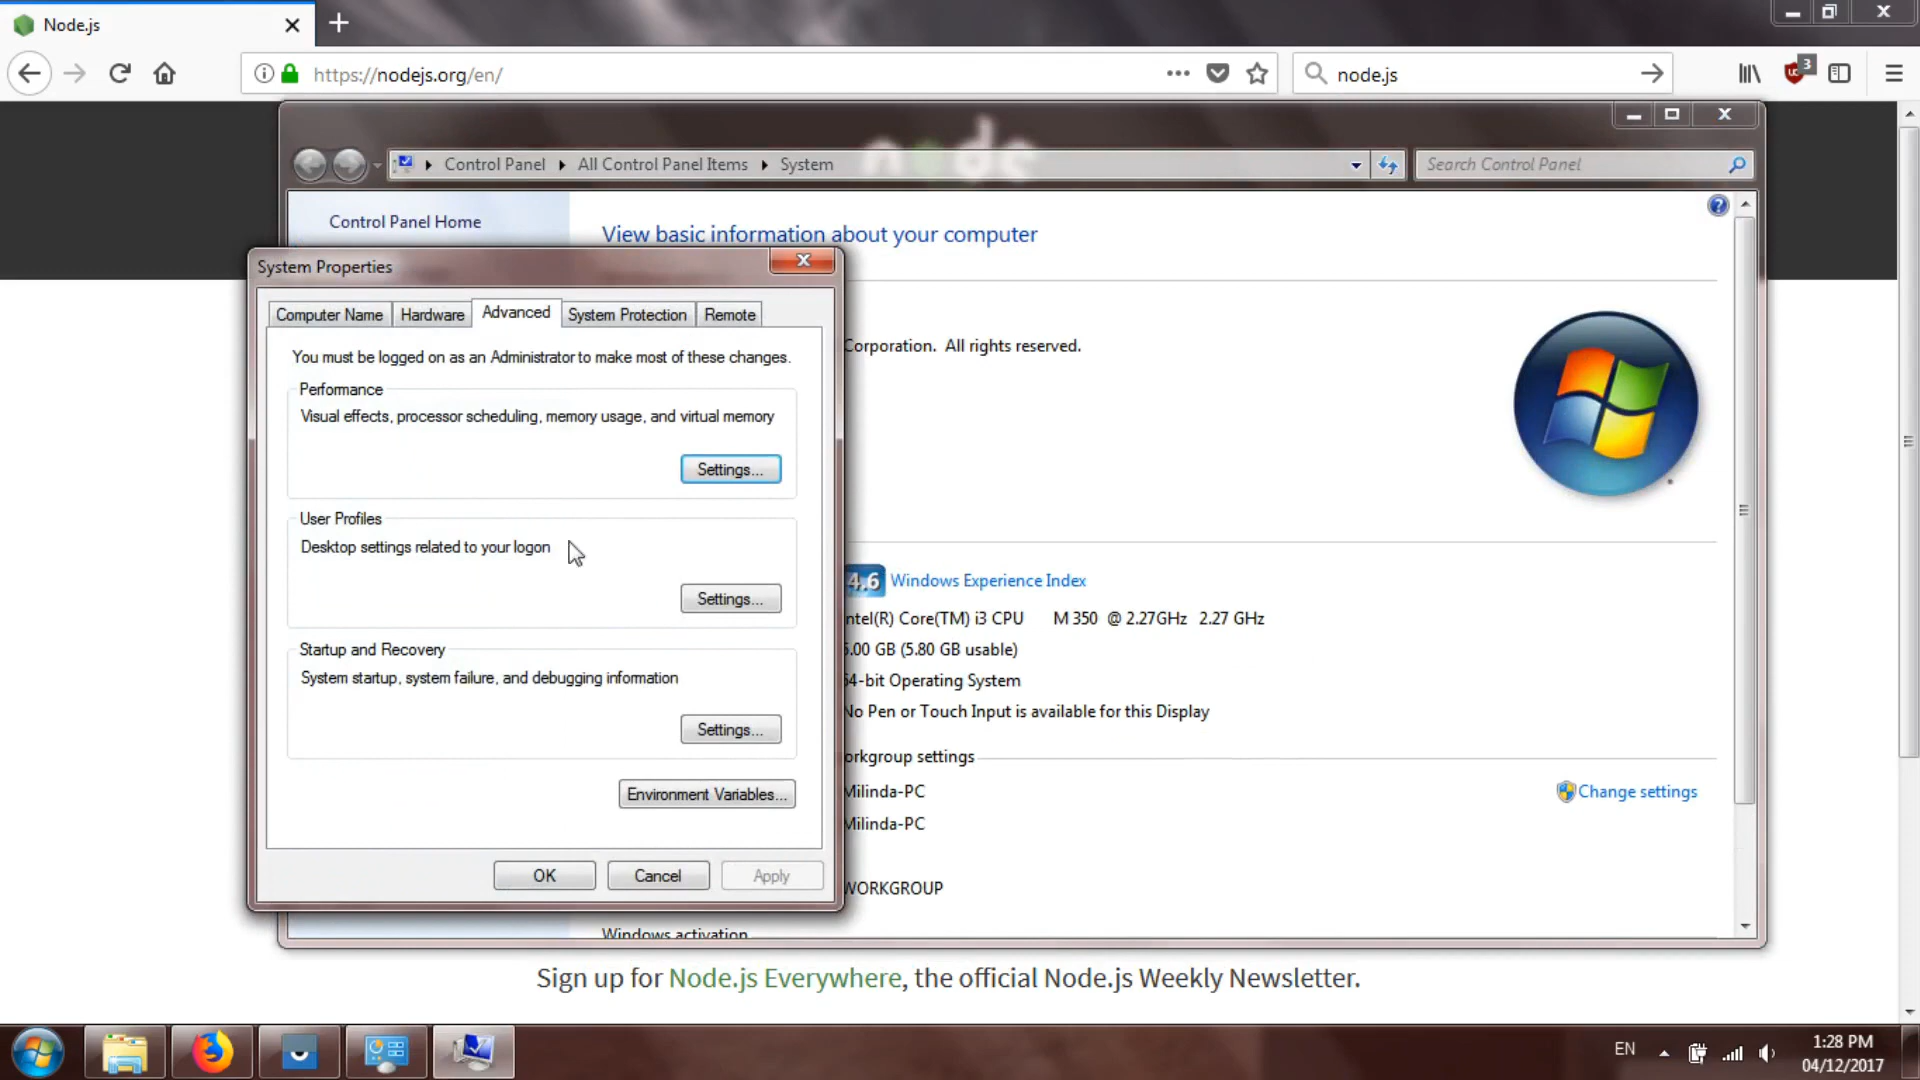 Node.js
https://nodejs.org/en/
node.js
3
node
Control Panel
All Control Panel Items
System
Search Control Panel
Control Panel Home
View basic information about your computer
System Properties
Computer Name
Hardware
Advanced
System Protection
Remote
You must be logged on as an Administrator to make most of these changes.
Performance
Visual effects, processor scheduling, memory usage, and virtual memory
Settings...
User Profiles
Desktop settings related to your logon
Settings...
Startup and Recovery
System startup, system failure, and debugging information
Settings...
Environment Variables...
OK
Cancel
Apply
Corporation. All rights reserved.
4.6
Windows Experience Index
ntel(R) Core(TM) i3 CPU M 350 @ 2.27GHz 2.27 GHz
.00 GB (5.80 GB usable)
4-bit Operating System
No Pen or Touch Input is available for this Display
orkgroup settings
Milinda-PC
Change settings
Milinda-PC
WORKGROUP
Windows activation
Sign up for Node.js Everywhere, the official Node.js Weekly Newsletter.
EN
1:28 PM
04/12/2017